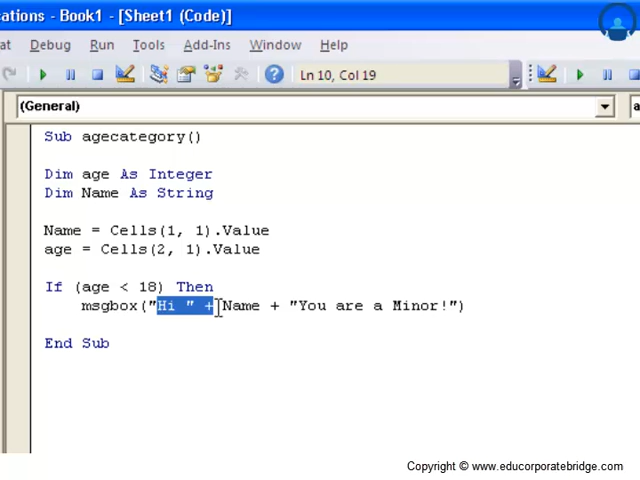 cations - Book1 - [Sheet1 (Code)]
at Debug Run Tools Add-Ins Window Help
Ln 10, Col 19
(General) a
Sub agecategory()
Dim age As Integer
Dim Name As String
Name = Cells(1, 1).Value
age = Cells(2, 1).Value
If (age < 18) Then
msgbox("Hi " + Name + "You are a Minor!")
End Sub
Copyright © www.educorporatebridge.com